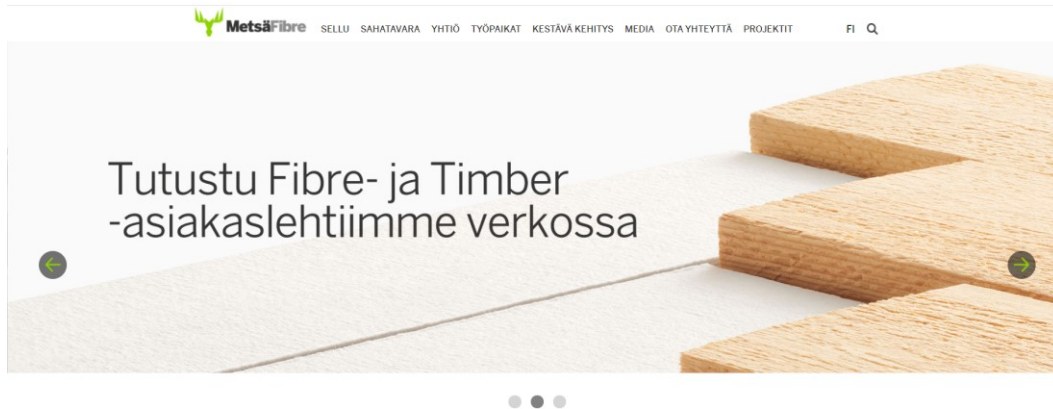 MetsäFibre SELLU SAHATAVARA YHTIÖ TYÖPAIKAT KESTÄVÄ KEHITYS MEDIA OTA YHTEYTTÄ PROJEKTIT FI
Tutustu Fibre- ja Timber
-asiakaslehtiimme verkossa